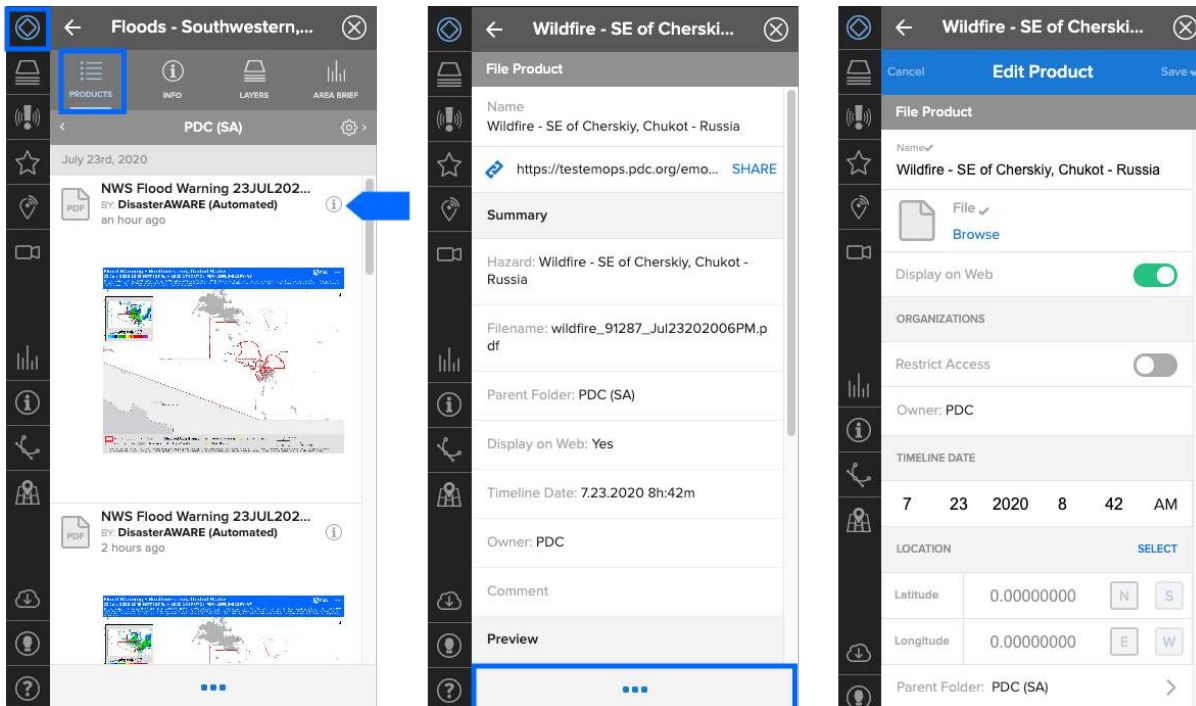 Floods - Southwestern,...
PRODUCTS
INFO
LAYERS
AREA BRIEF
PDC (SA)
July 23rd, 2020
NWS Flood Warning 23JUL202...
PDF
BY: DisasterAWARE (Automated)
an hour ago
NWS Flood Warning 23JUL202...
PDF
BY: DisasterAWARE (Automated)
2 hours ago
Wildfire - SE of Cherski...
File Product
Name
Wildfire - SE of Cherskiy, Chukot - Russia
https://testemops.pdc.org/emo... SHARE
Summary
Hazard: Wildfire - SE of Cherskiy, Chukot -
Russia
Filename: wildfire_91287_Jul23202006PM.p
df
Parent Folder: PDC (SA)
Display on Web: Yes
Timeline Date: 7.23.2020 8h:42m
Owner: PDC
Comment
Preview
Wildfire - SE of Cherski...
Cancel Edit Product Save
File Product
Name
Wildfire - SE of Cherskiy, Chukot - Russia
File
Browse
Display on Web
ORGANIZATIONS
Restrict Access
Owner: PDC
TIMELINE DATE
7 23 2020 8 42 AM
LOCATION SELECT
Latitude 0.00000000 N S
Longitude 0.00000000 E W
Parent Folder: PDC (SA)